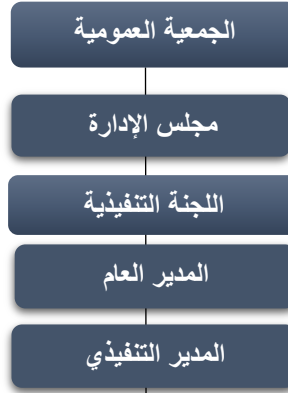 الجمعية العمومية
مجلس الإدارة
اللجنة التنفيذية
المدير العام
المدير التنفيذي